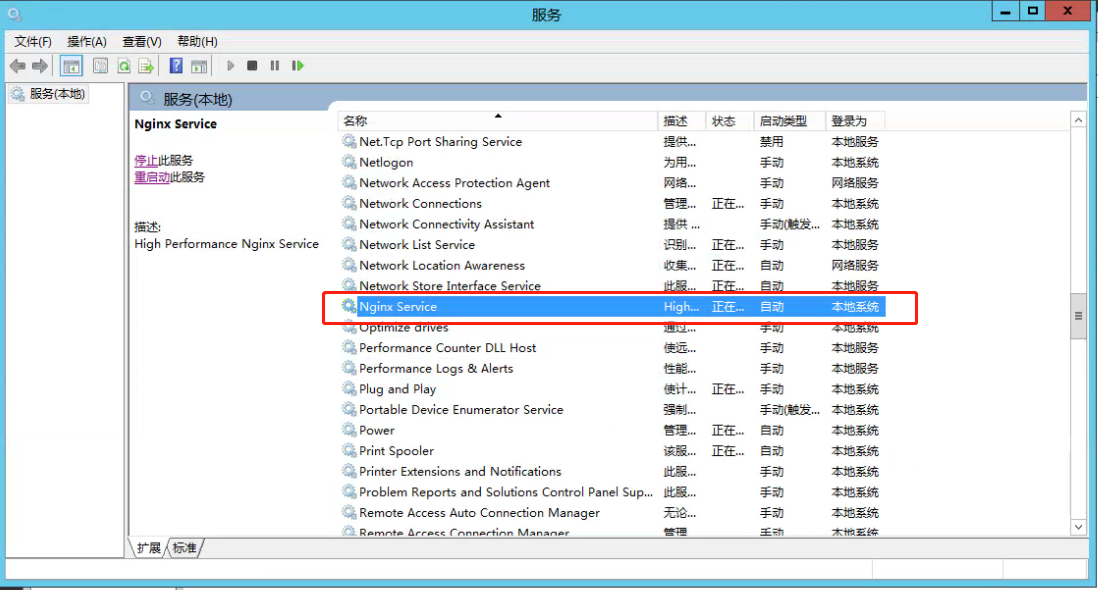 服务
文件(F) 操作(A) 查看(V) 帮助(H)
服务(本地)
服务(本地)
Nginx Service
停止此服务
重启动此服务
描述:
High Performance Nginx Service
名称 描述 状态 启动类型 登录为
Net.Tcp Port Sharing Service 提供... 禁用 本地服务
Netlogon 为用... 手动 本地系统
Network Access Protection Agent 网络... 手动 网络服务
Network Connections 管理... 正在... 手动 本地系统
Network Connectivity Assistant 提供 ... 手动(触发... 本地系统
Network List Service 识别... 正在... 手动 本地服务
Network Location Awareness 收集... 正在... 自动 网络服务
Network Store Interface Service 此服... 正在... 自动 本地服务
Nginx Service High... 正在... 自动 本地系统
Optimize drives 通过... 手动 本地系统
Performance Counter DLL Host 使远... 手动 本地服务
Performance Logs & Alerts 性能... 手动 本地服务
Plug and Play 使计... 正在... 手动 本地系统
Portable Device Enumerator Service 强制... 手动(触发... 本地系统
Power 管理... 正在... 自动 本地系统
Print Spooler 该服... 正在... 自动 本地系统
Printer Extensions and Notifications 此服... 手动 本地系统
Problem Reports and Solutions Control Panel Sup... 此服... 手动 本地系统
Remote Access Auto Connection Manager 无论... 手动 本地系统
Remote Access Connection Manager 管理 手动 本地系统
扩展 标准